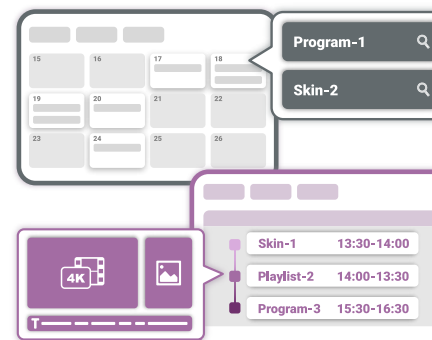 15 16 17 18
Program-1
Skin-2
19 20 21 22
23 24 25 26
Skin-1 13:30-14:00
4K
Playlist-2 14:00-13:30
Program-3 15:30-16:30
T